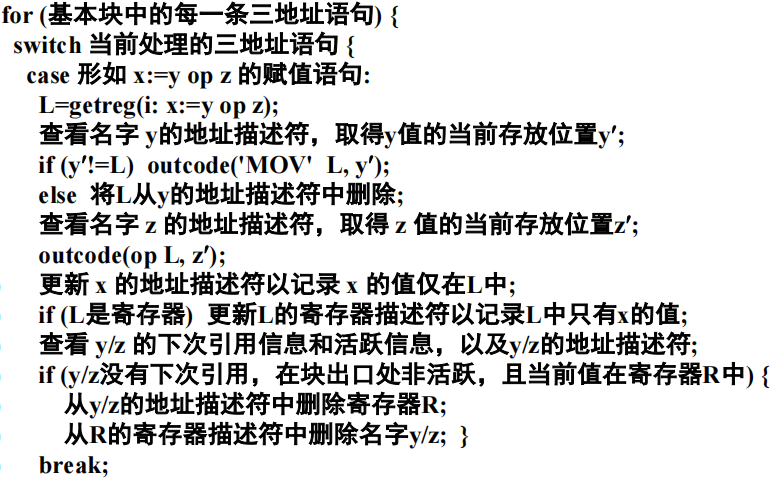 for (基本块中的每一条三地址语句) {
switch 当前处理的三地址语句 {
case 形如 x:=y op z 的赋值语句:
L=getreg(i: x:=y op z);
查看名字 y的地址描述符，取得y值的当前存放位置y′;
if (y′!=L) outcode('MOV' L, y′);
else 将L从y的地址描述符中删除;
查看名字 z 的地址描述符，取得 z 值的当前存放位置z′;
outcode(op L, z′);
更新 x 的地址描述符以记录 x 的值仅在L中;
if (L是寄存器) 更新L的寄存器描述符以记录L中只有x的值;
查看 y/z 的下次引用信息和活跃信息，以及y/z的地址描述符;
if (y/z没有下次引用，在块出口处非活跃，且当前值在寄存器R中) {
从y/z的地址描述符中删除寄存器R;
从R的寄存器描述符中删除名字y/z; }
break;